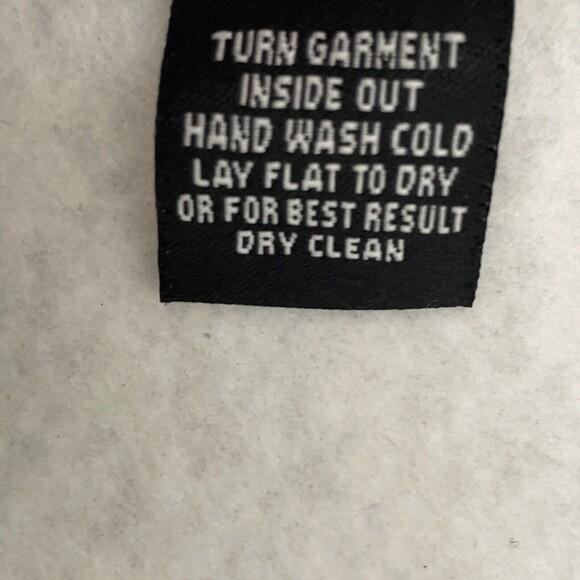 TURN GARMENT
INSIDE OUT
HAND WASH COLD
LAY FLAT TO DRY
OR FOR BEST RESULT
DRY CLEAN